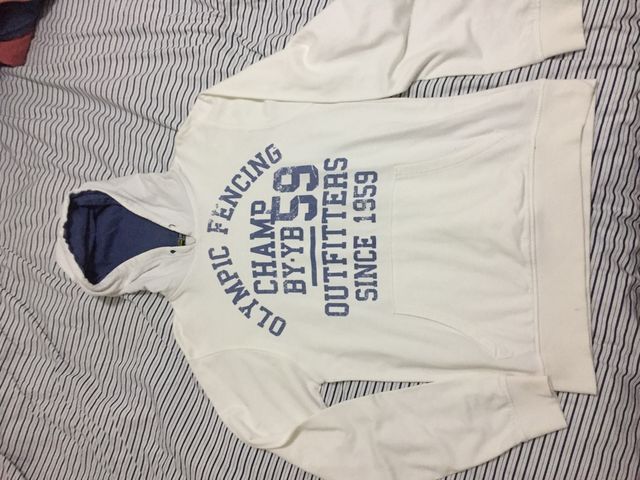 OLYMPIC FENCING
CHAMP
BY·YB 59
OUTFITTERS
SINCE 1959